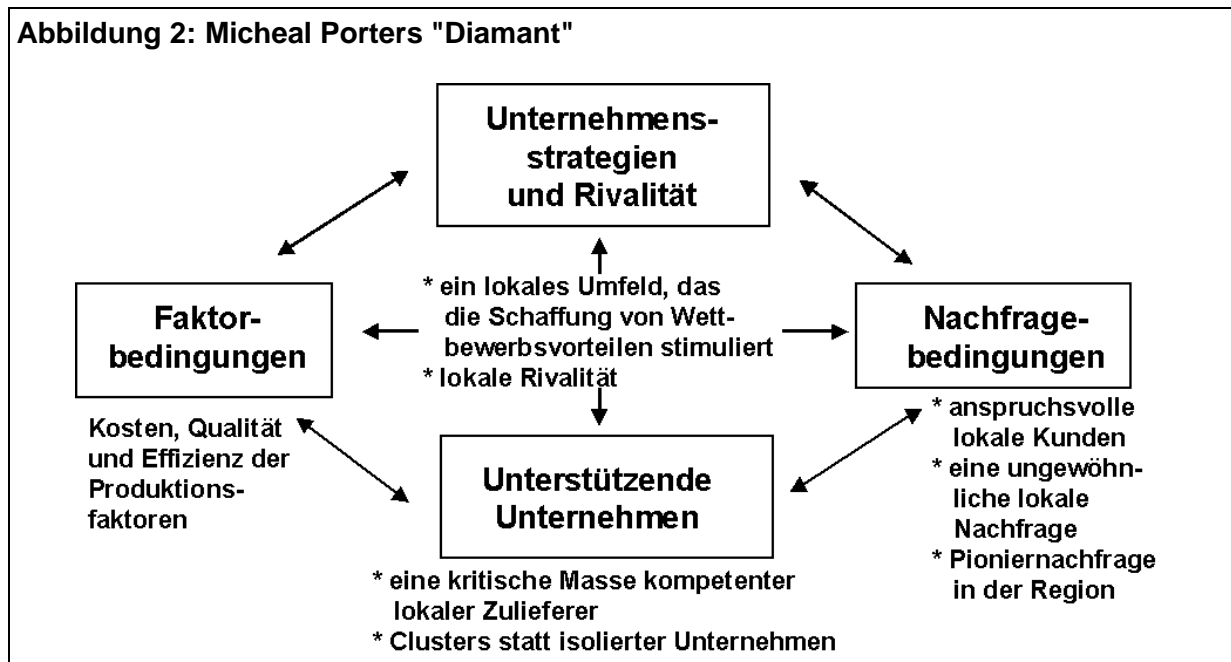 Abbildung 2: Micheal Porters "Diamant"
Unternehmens-
strategien
und Rivalität
* ein lokales Umfeld, das
die Schaffung von Wett-
bewerbsvorteilen stimuliert
* lokale Rivalität
Faktor-
bedingungen
Kosten, Qualität
und Effizienz der
Produktions-
faktoren
Nachfrage-
bedingungen
* anspruchsvolle
lokale Kunden
* eine ungewöhn-
liche lokale
Nachfrage
* Pioniernachfrage
in der Region
Unterstützende
Unternehmen
* eine kritische Masse kompetenter
lokaler Zulieferer
* Clusters statt isolierter Unternehmen